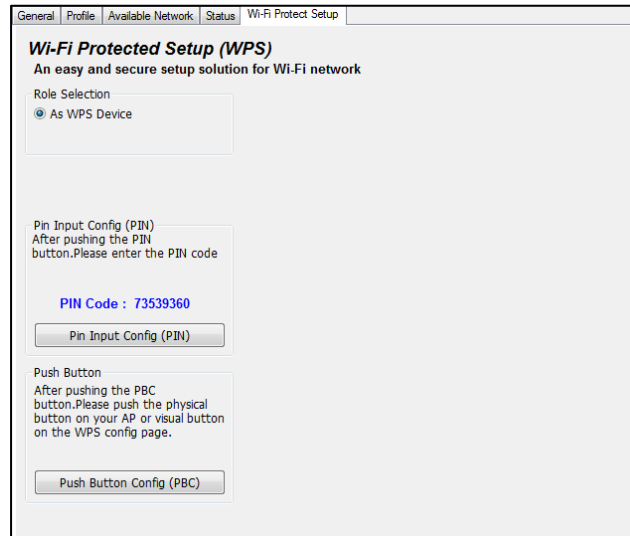 General Profile Available Network Status Wi-Fi Protect Setup
Wi-Fi Protected Setup (WPS)
An easy and secure setup solution for Wi-Fi network
Role Selection
As WPS Device
Pin Input Config (PIN)
After pushing the PIN
button.Please enter the PIN code
PIN Code : 73539360
Pin Input Config (PIN)
Push Button
After pushing the PBC
button.Please push the physical
button on your AP or visual button
on the WPS config page.
Push Button Config (PBC)